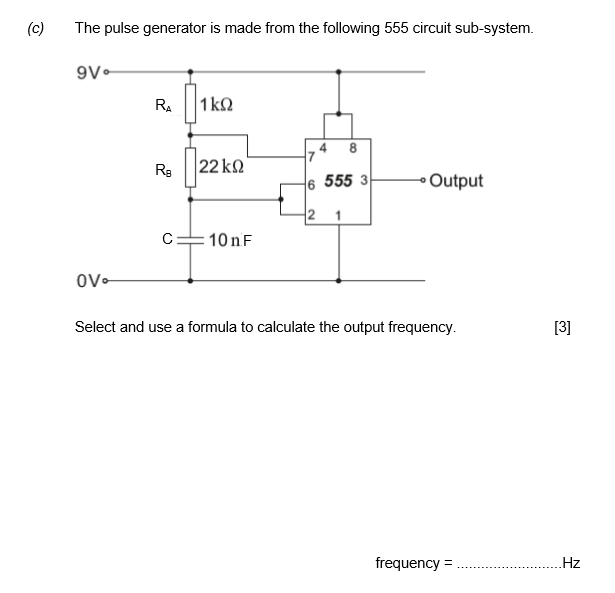 (c) The pulse generator is made from the following 555 circuit sub-system.
9V
RA 1kΩ
4 8
7
RB 22kΩ
6 555 3 Output
2 1
C 10nF
0V
Select and use a formula to calculate the output frequency. [3]
frequency = ..........................Hz